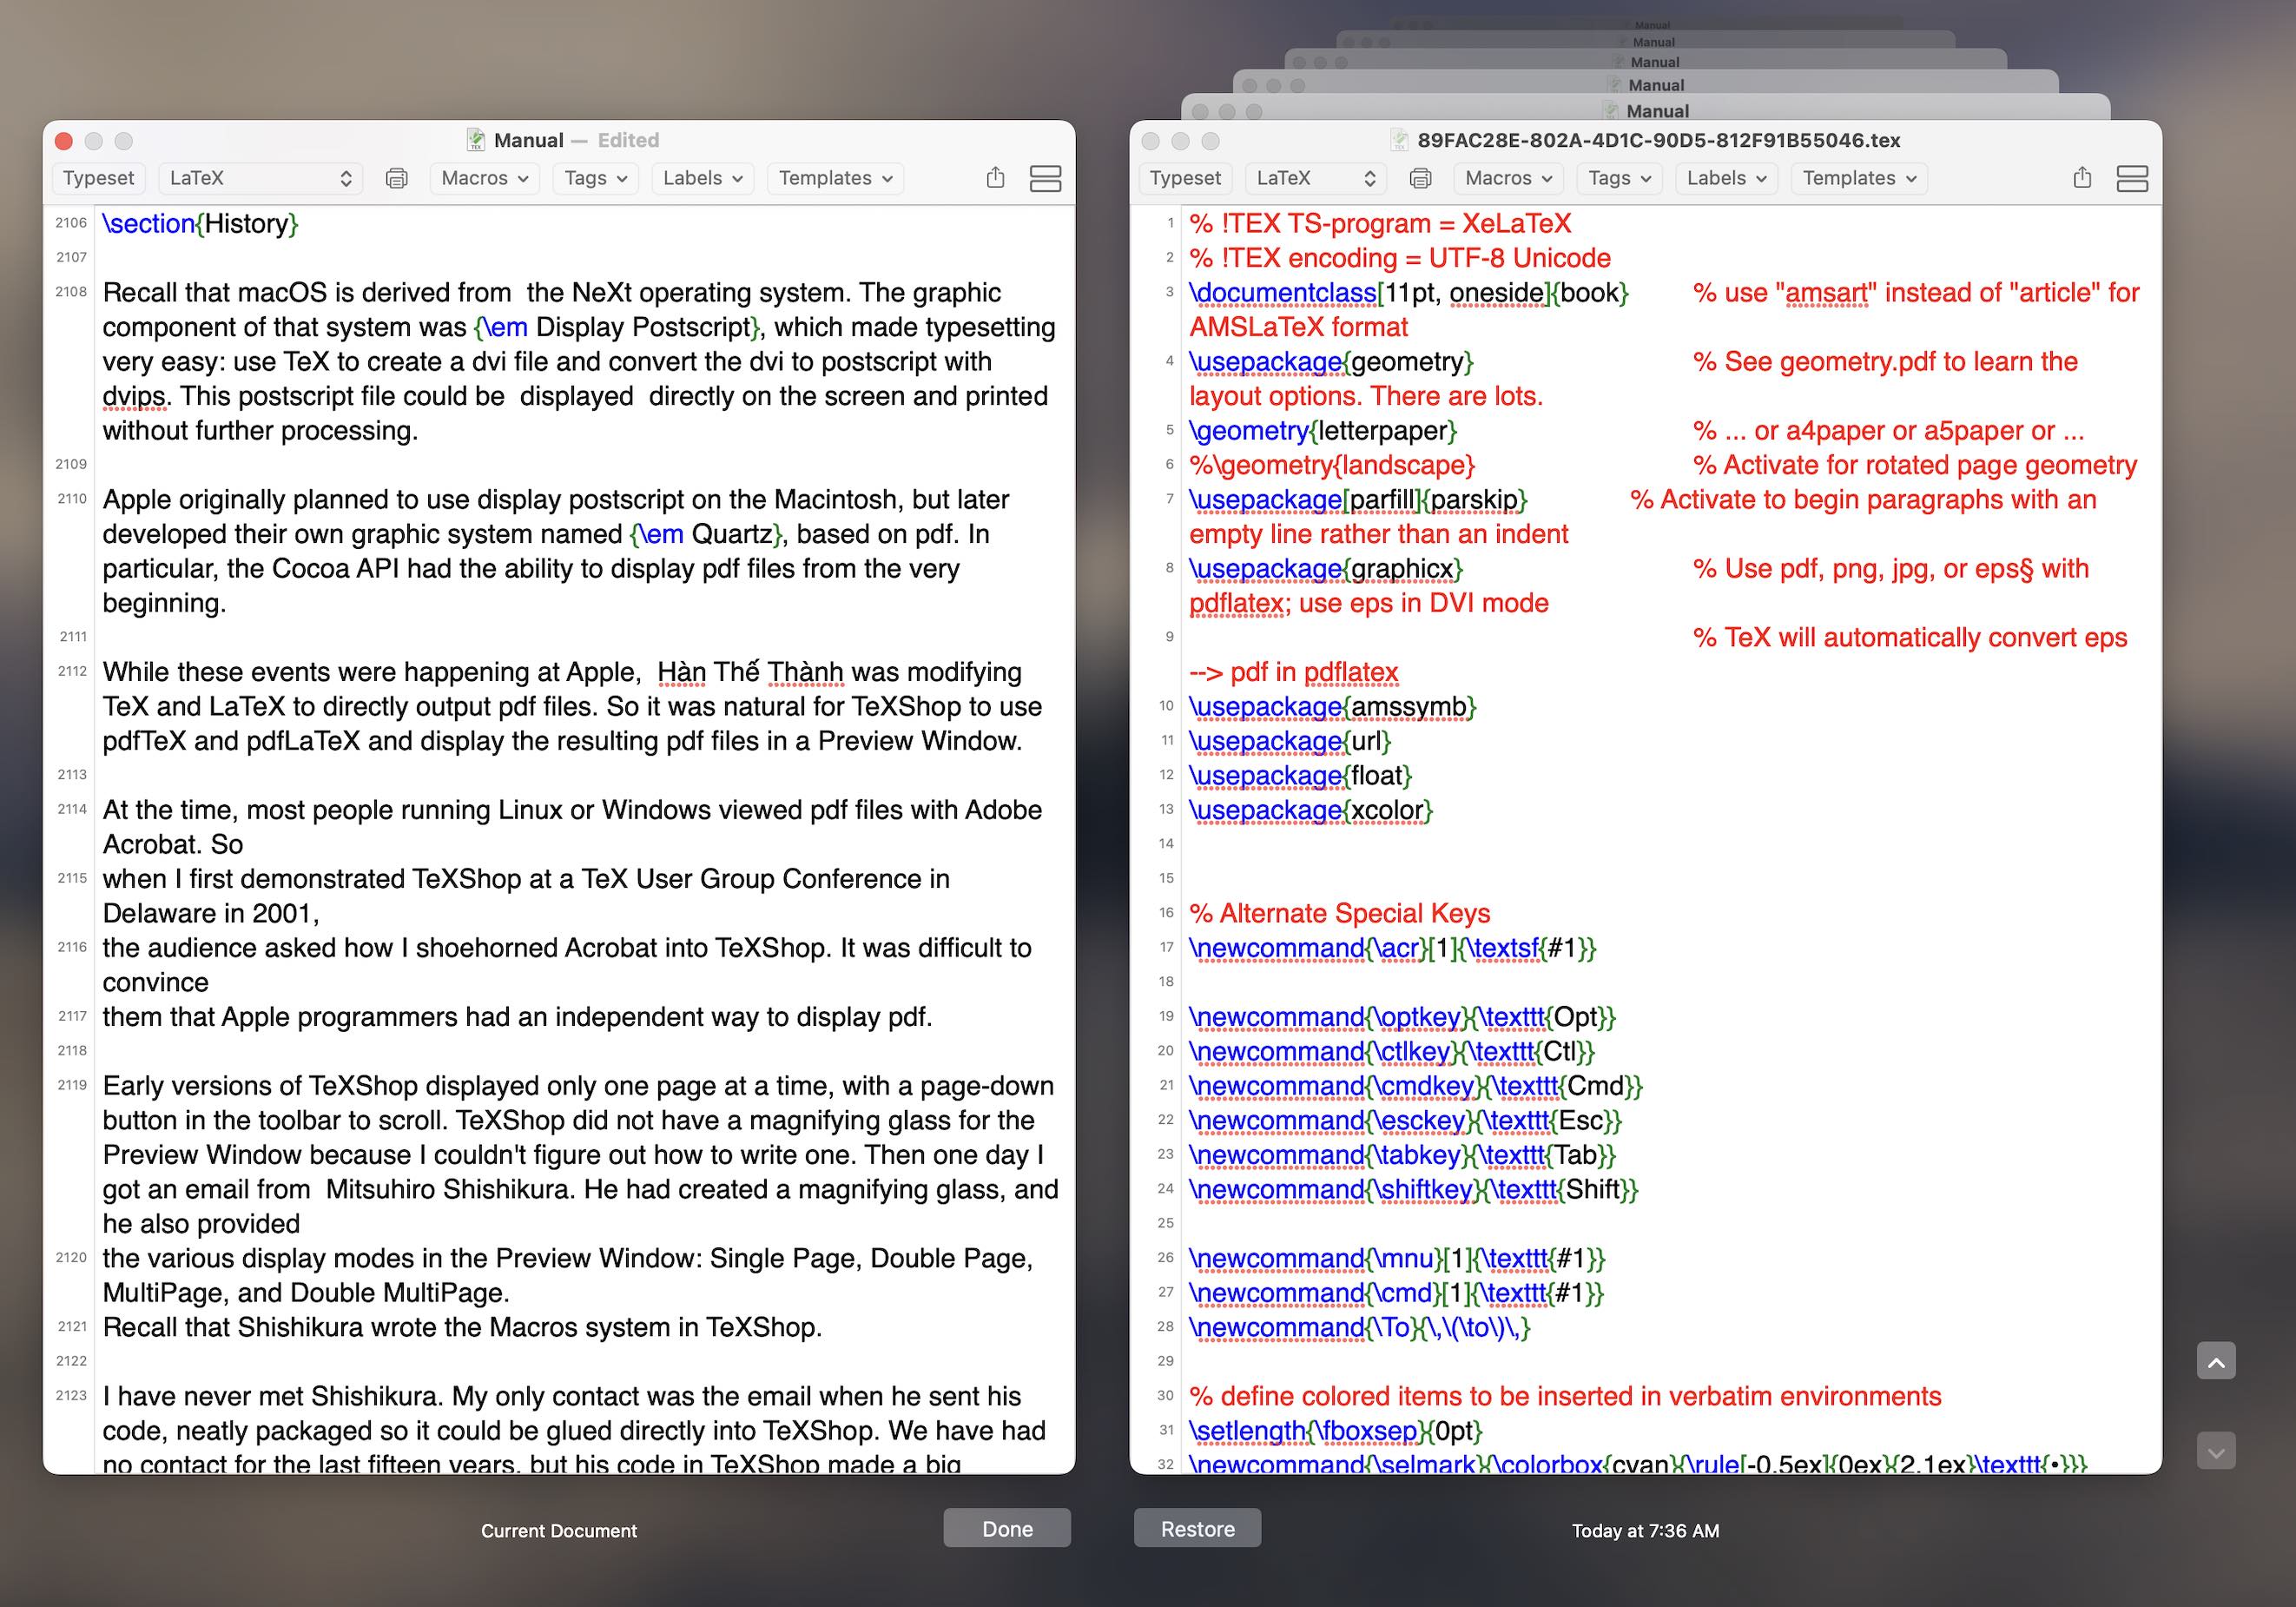 Manual
Manual
Manual
Manual
Manual
Manual — Edited
Typeset LaTeX Macros Tags Labels Templates
2106 \section{History}
2107
2108 Recall that macOS is derived from  the NeXt operating system. The graphic
component of that system was {\em Display Postscript}, which made typesetting
very easy: use TeX to create a dvi file and convert the dvi to postscript with
dvips. This postscript file could be  displayed  directly on the screen and printed
without further processing.
2109
2110 Apple originally planned to use display postscript on the Macintosh, but later
developed their own graphic system named {\em Quartz}, based on pdf. In
particular, the Cocoa API had the ability to display pdf files from the very
beginning.
2111
2112 While these events were happening at Apple,  Hàn Thế Thành was modifying
TeX and LaTeX to directly output pdf files. So it was natural for TeXShop to use
pdfTeX and pdfLaTeX and display the resulting pdf files in a Preview Window.
2113
2114 At the time, most people running Linux or Windows viewed pdf files with Adobe
Acrobat. So
2115 when I first demonstrated TeXShop at a TeX User Group Conference in
Delaware in 2001,
2116 the audience asked how I shoehorned Acrobat into TeXShop. It was difficult to
convince
2117 them that Apple programmers had an independent way to display pdf.
2118
2119 Early versions of TeXShop displayed only one page at a time, with a page-down
button in the toolbar to scroll. TeXShop did not have a magnifying glass for the
Preview Window because I couldn't figure out how to write one. Then one day I
got an email from  Mitsuhiro Shishikura. He had created a magnifying glass, and
he also provided
2120 the various display modes in the Preview Window: Single Page, Double Page,
MultiPage, and Double MultiPage.
2121 Recall that Shishikura wrote the Macros system in TeXShop.
2122
2123 I have never met Shishikura. My only contact was the email when he sent his
code, neatly packaged so it could be glued directly into TeXShop. We have had
no contact for the last fifteen years, but his code in TeXShop made a big
Current Document Done
89FAC28E-802A-4D1C-90D5-812F91B55046.tex
Typeset LaTeX Macros Tags Labels Templates
1 % !TEX TS-program = XeLaTeX
2 % !TEX encoding = UTF-8 Unicode
3 \documentclass[11pt, oneside]{book} % use "amsart" instead of "article" for
AMSLaTeX format
4 \usepackage{geometry} % See geometry.pdf to learn the
layout options. There are lots.
5 \geometry{letterpaper} % ... or a4paper or a5paper or ...
6 %\geometry{landscape} % Activate for rotated page geometry
7 \usepackage[parfill]{parskip} % Activate to begin paragraphs with an
empty line rather than an indent
8 \usepackage{graphicx} % Use pdf, png, jpg, or eps§ with
pdflatex; use eps in DVI mode
9 % TeX will automatically convert eps
--> pdf in pdflatex
10 \usepackage{amssymb}
11 \usepackage{url}
12 \usepackage{float}
13 \usepackage{xcolor}
14
15
16 % Alternate Special Keys
17 \newcommand{\acr}[1]{\textsf{#1}}
18
19 \newcommand{\optkey}{\texttt{Opt}}
20 \newcommand{\ctlkey}{\texttt{Ctl}}
21 \newcommand{\cmdkey}{\texttt{Cmd}}
22 \newcommand{\esckey}{\texttt{Esc}}
23 \newcommand{\tabkey}{\texttt{Tab}}
24 \newcommand{\shiftkey}{\texttt{Shift}}
25
26 \newcommand{\mnu}[1]{\texttt{#1}}
27 \newcommand{\cmd}[1]{\texttt{#1}}
28 \newcommand{\To}{\,\(\to\)\,}
29
30 % define colored items to be inserted in verbatim environments
31 \setlength{\fboxsep}{0pt}
32 \newcommand{\selmark}{\colorbox{cyan}{\rule[-0.5ex]{0ex}{2.1ex}\texttt{•}}}
Restore Today at 7:36 AM